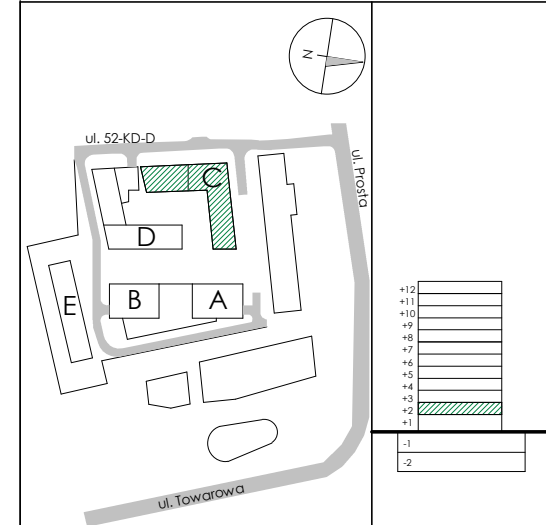 N
ul. 52-KD-D
ul. Prosta
C
D
E
B
A
ul. Towarowa
+12
+11
+10
+9
+8
+7
+6
+5
+4
+3
+2
+1
-1
-2